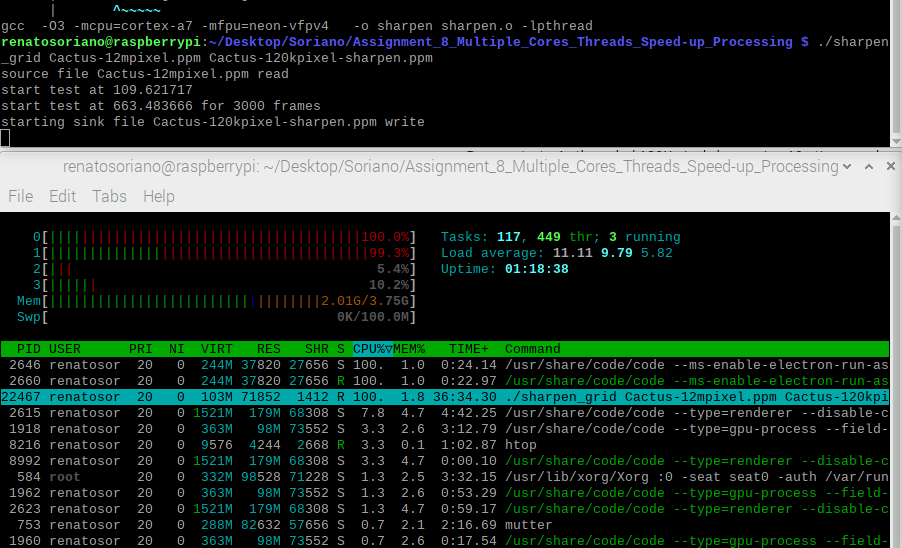 |       ^~~~~~
gcc  -O3 -mcpu=cortex-a7 -mfpu=neon-vfpv4   -o sharpen sharpen.o -lpthread
renatosoriano@raspberrypi:~/Desktop/Soriano/Assignment_8_Multiple_Cores_Threads_Speed-up_Processing $ ./sharpen
_grid Cactus-12mpixel.ppm Cactus-120kpixel-sharpen.ppm
source file Cactus-12mpixel.ppm read
start test at 109.621717
start test at 663.483666 for 3000 frames
starting sink file Cactus-120kpixel-sharpen.ppm write
renatosoriano@raspberrypi: ~/Desktop/Soriano/Assignment_8_Multiple_Cores_Threads_Speed-up_Processing
File Edit Tabs Help
0[||||||||||||||||||||||||||||||||||||||100.0%] Tasks: 117, 449 thr; 3 running
1[|||||||||||||||||||||||||||||||||||||||99.3%] Load average: 11.11 9.79 5.82
2[||| 5.4%] Uptime: 01:18:38
3[|||||| 10.2%]
Mem[||||||||||||||||||||||||||||||||||2.01G/3.75G]
Swp[ 0K/100.0M]
PID USER PRI NI VIRT RES SHR S CPU%▽MEM% TIME+ Command
2646 renatosor 20 0 244M 37820 27656 S 100. 1.0 0:24.14 /usr/share/code/code --ms-enable-electron-run-as
2660 renatosor 20 0 244M 37820 27656 R 100. 1.0 0:22.97 /usr/share/code/code --ms-enable-electron-run-as
22467 renatosor 20 0 103M 71852 1412 R 100. 1.8 36:34.30 ./sharpen_grid Cactus-12mpixel.ppm Cactus-120kpi
2615 renatosor 20 0 1521M 179M 68308 S 7.8 4.7 4:42.25 /usr/share/code/code --type=renderer --disable-c
1918 renatosor 20 0 363M 98M 73552 S 3.3 2.6 3:12.79 /usr/share/code/code --type=gpu-process --field-
8216 renatosor 20 0 9576 4244 2668 R 3.3 0.1 1:02.87 htop
8992 renatosor 20 0 1521M 179M 68308 S 3.3 4.7 0:00.10 /usr/share/code/code --type=renderer --disable-c
584 root 20 0 332M 98528 71228 S 1.3 2.5 3:32.15 /usr/lib/xorg/Xorg :0 -seat seat0 -auth /var/run
1962 renatosor 20 0 363M 98M 73552 S 1.3 2.6 0:53.29 /usr/share/code/code --type=gpu-process --field-
2623 renatosor 20 0 1521M 179M 68308 S 1.3 4.7 0:59.17 /usr/share/code/code --type=renderer --disable-c
753 renatosor 20 0 288M 82632 57656 S 0.7 2.1 2:16.69 mutter
1960 renatosor 20 0 363M 98M 73552 S 0.7 2.6 0:17.54 /usr/share/code/code --type=gpu-process --field-